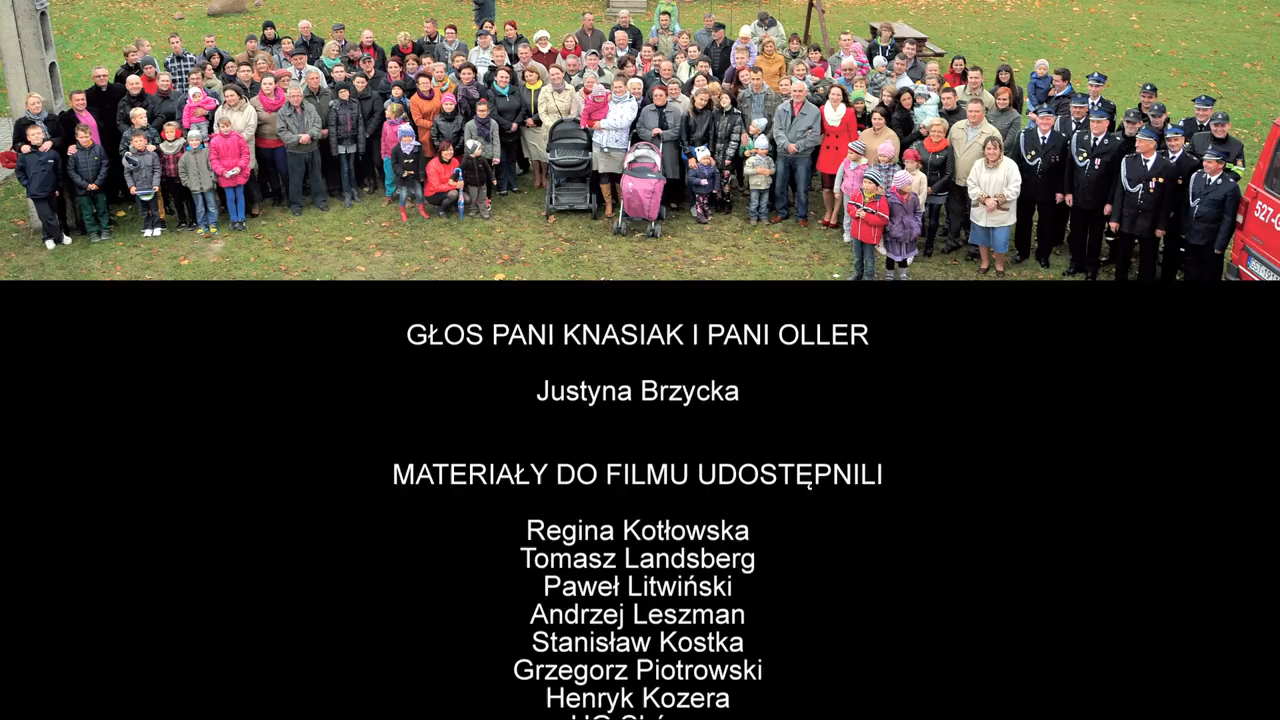 527-
GŁOS PANI KNASIAK I PANI OLLER
Justyna Brzycka
MATERIAŁY DO FILMU UDOSTĘPNILI
Regina Kotłowska
Tomasz Landsberg
Paweł Litwiński
Andrzej Leszman
Stanisław Kostka
Grzegorz Piotrowski
Henryk Kozera